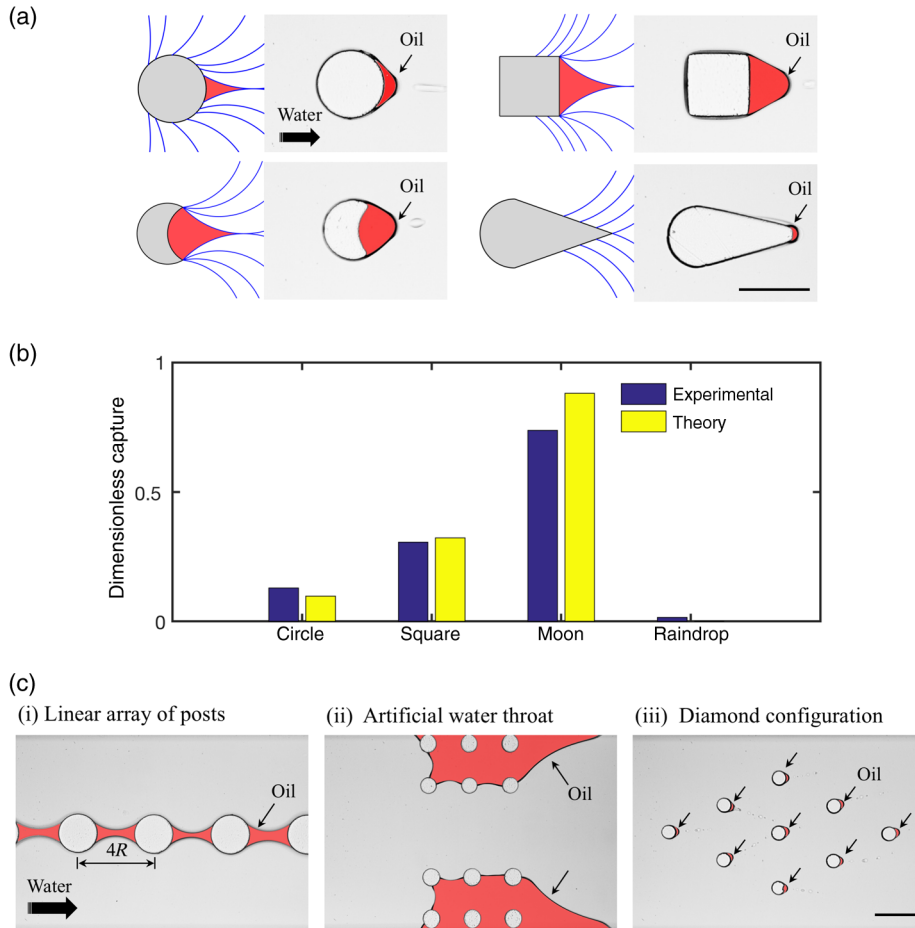 (a)
Oil
Oil
Water
Oil
Oil
(b)
1
Experimental
Theory
Dimensionless capture
0.5
0
Circle
Square
Moon
Raindrop
(c)
(i) Linear array of posts
(ii) Artificial water throat
(iii) Diamond configuration
Oil
4R
Water
Oil
Oil